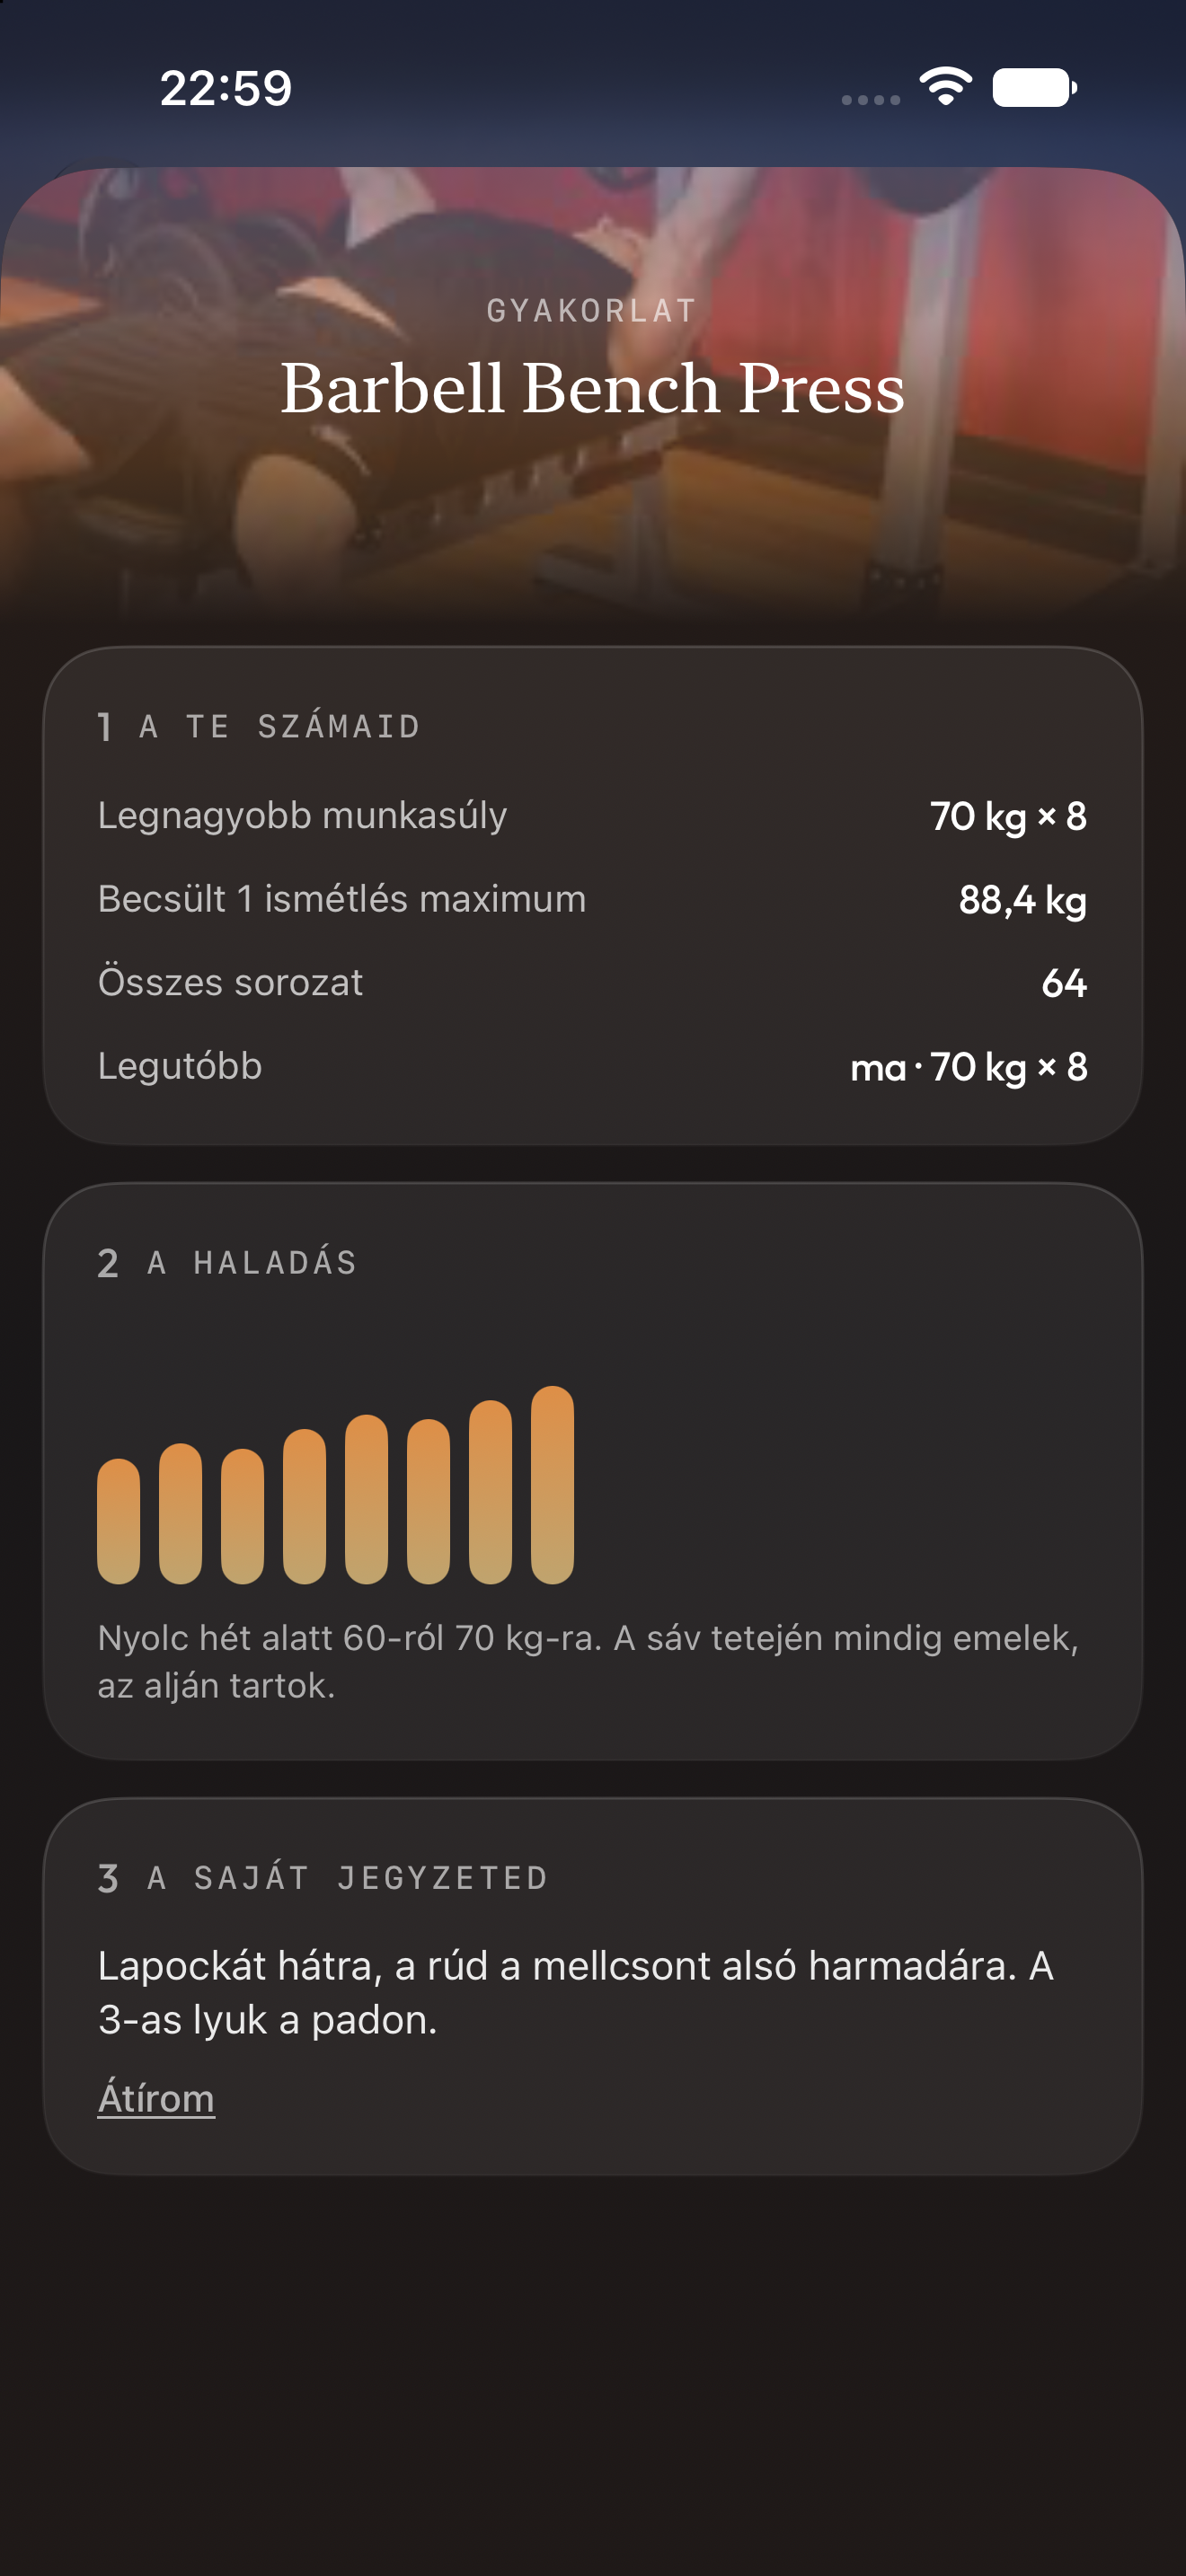 22:59
GYAKORLAT
Barbell Bench Press
1 A TE SZÁMAID
Legnagyobb munkasúly 70 kg × 8
Becsült 1 ismétlés maximum 88,4 kg
Összes sorozat 64
Legutóbb ma · 70 kg × 8
2 A HALADÁS
Nyolc hét alatt 60-ról 70 kg-ra. A sáv tetején mindig emelek,
az alján tartok.
3 A SAJÁT JEGYZETED
Lapockát hátra, a rúd a mellcsont alsó harmadára. A
3-as lyuk a padon.
Átírom